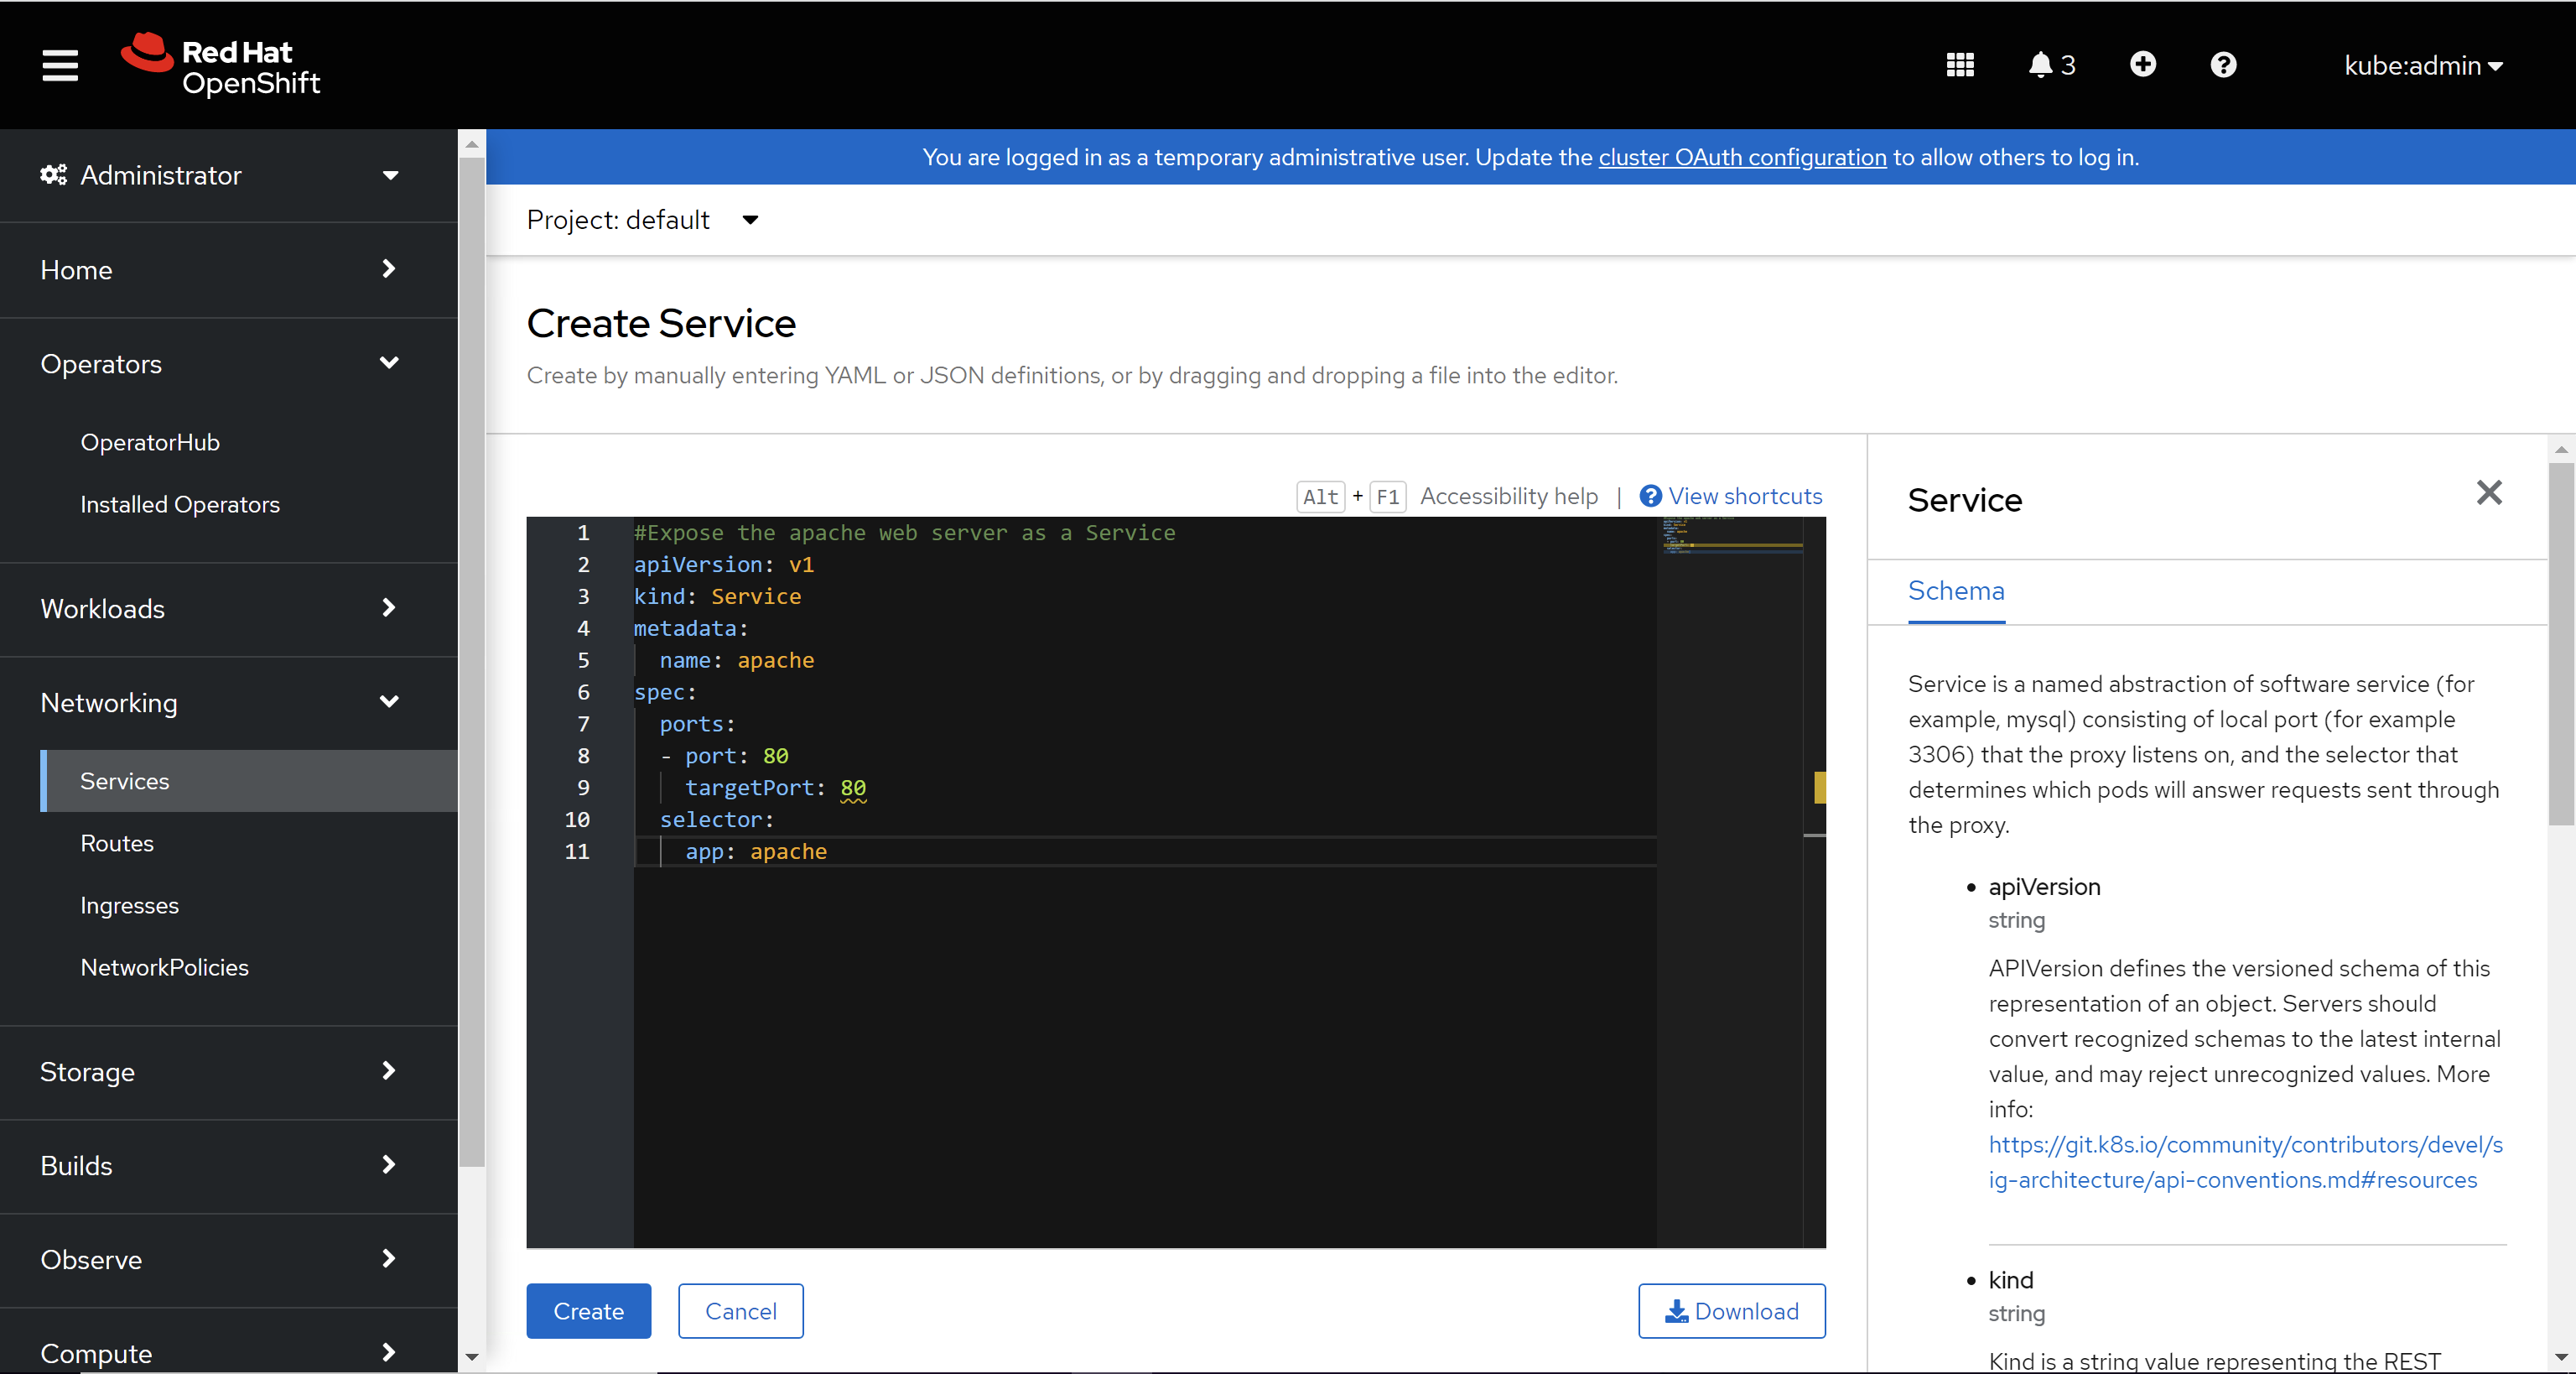 Red Hat
OpenShift
3
kube:admin
Administrator
Home
Operators
OperatorHub
Installed Operators
Workloads
Networking
Services
Routes
Ingresses
NetworkPolicies
Storage
Builds
Observe
Compute
You are logged in as a temporary administrative user. Update the cluster OAuth configuration to allow others to log in.
Project: default
Create Service
Create by manually entering YAML or JSON definitions, or by dragging and dropping a file into the editor.
Alt + F1 Accessibility help | View shortcuts
1 #Expose the apache web server as a Service
2 apiVersion: v1
3 kind: Service
4 metadata:
5 name: apache
6 spec:
7 ports:
8 - port: 80
9 targetPort: 80
10 selector:
11 app: apache
Create
Cancel
Download
Service
Schema
Service is a named abstraction of software service (for
example, mysql) consisting of local port (for example
3306) that the proxy listens on, and the selector that
determines which pods will answer requests sent through
the proxy.
• apiVersion
string
APIVersion defines the versioned schema of this
representation of an object. Servers should
convert recognized schemas to the latest internal
value, and may reject unrecognized values. More
info:
https://git.k8s.io/community/contributors/devel/s
ig-architecture/api-conventions.md#resources
• kind
string
Kind is a string value representing the REST